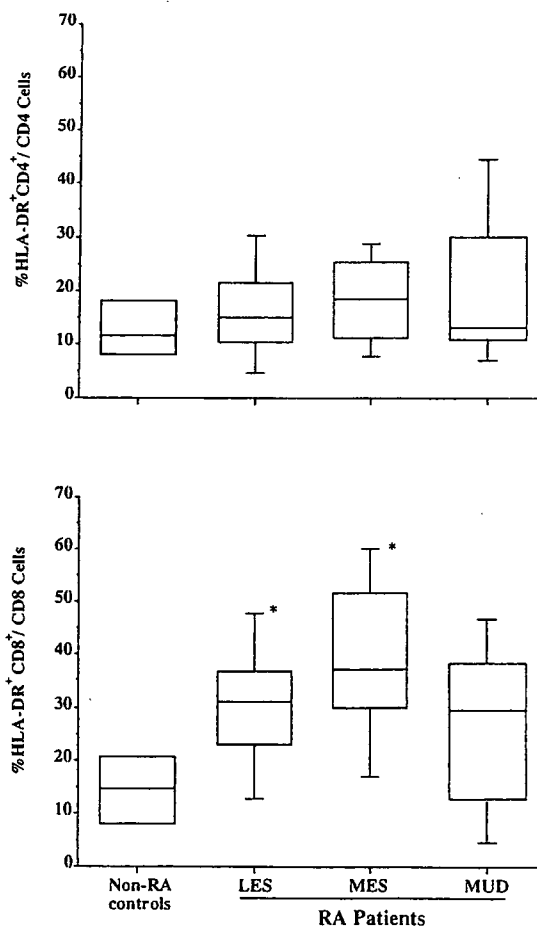 %HLA-DR+CD4+/ CD4 Cells
70
60
50
40
30
20
10
0
%HLA-DR+ CD8+/ CD8 Cells
70
60
50
40
30
20
10
0
*
*
Non-RA
controls
LES
MES
MUD
RA Patients